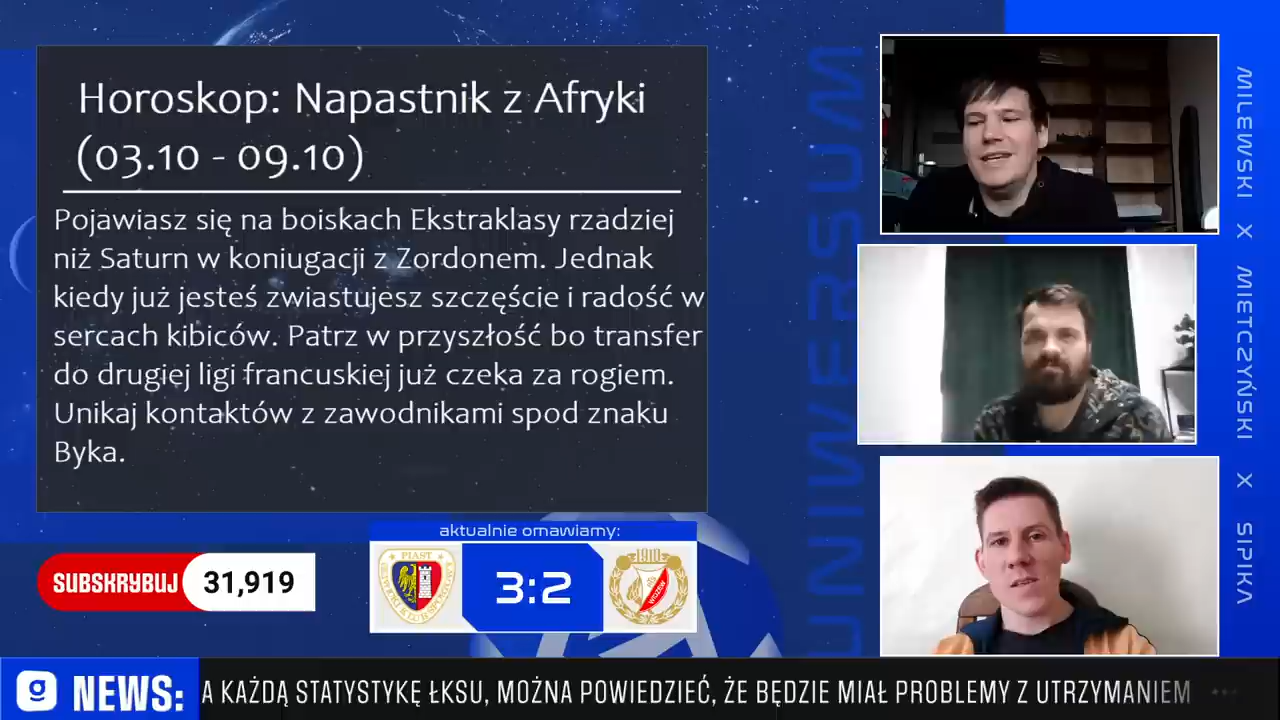 Horoskop: Napastnik z Afryki
(03.10 - 09.10)
Pojawiasz się na boiskach Ekstraklasy rzadziej
niż Saturn w koniugacji z Zordonem. Jednak
kiedy już jesteś zwiastujesz szczęście i radość w
sercach kibiców. Patrz w przyszłość bo transfer
do drugiej ligi francuskiej już czeka za rogiem.
Unikaj kontaktów z zawodnikami spod znaku
Byka.
aktualnie omawiamy:
PIAST
3:2
1910
WIDZEW
SUBSKRYBUJ 31,919
UNIWERSUM
MILEWSKI X MIETCZYŃSKI X SIPIKA
g NEWS: A KAŻDĄ STATYSTYKĘ ŁKSU, MOŻNA POWIEDZIEĆ, ŻE BĘDZIE MIAŁ PROBLEMY Z UTRZYMANIEM